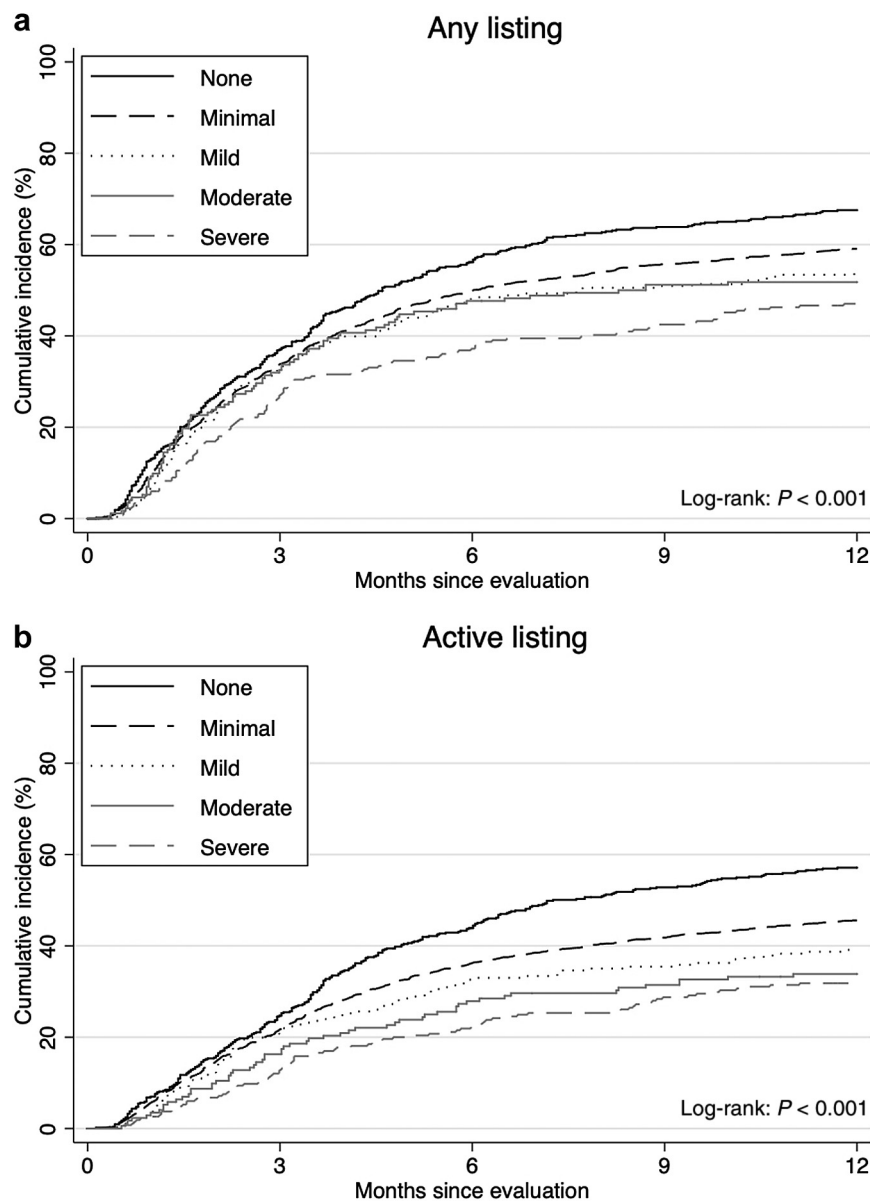 a
Any listing
Cumulative incidence (%)
100
80
60
40
20
0
None
Minimal
Mild
Moderate
Severe
Log-rank: P < 0.001
0 3 6 9 12
Months since evaluation
b
Active listing
Cumulative incidence (%)
100
80
60
40
20
0
None
Minimal
Mild
Moderate
Severe
Log-rank: P < 0.001
0 3 6 9 12
Months since evaluation